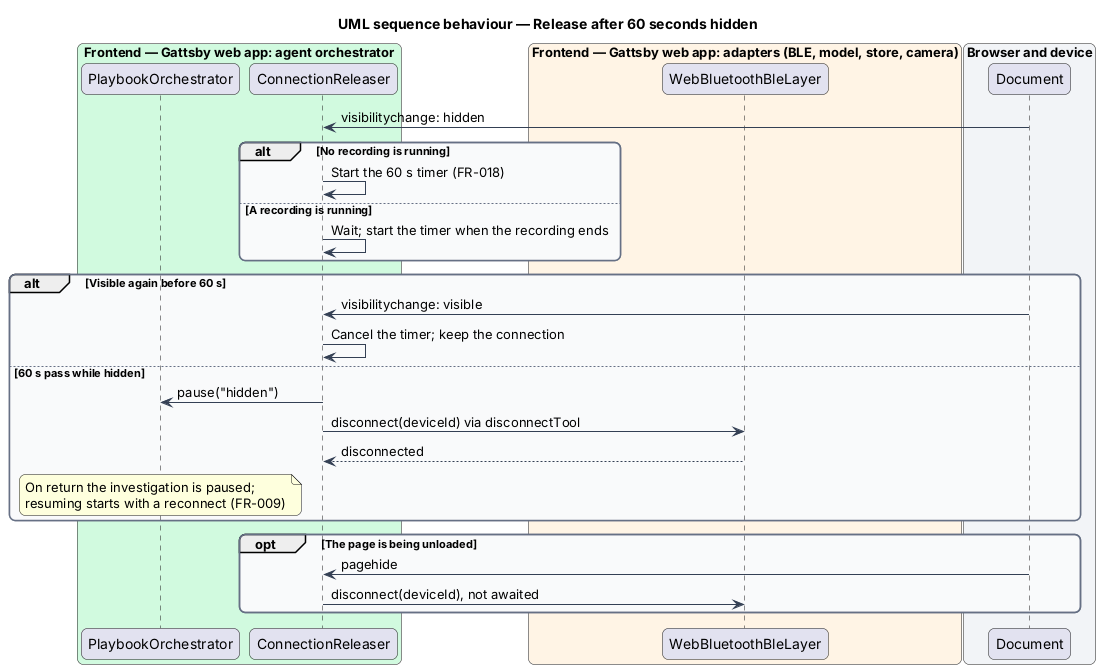 UML sequence behaviour — Release after 60 seconds hidden
Frontend — Gattsby web app: agent orchestrator
Frontend — Gattsby web app: adapters (BLE, model, store, camera)
Browser and device
PlaybookOrchestrator
ConnectionReleaser
WebBluetoothBleLayer
Document
visibilitychange: hidden
alt
[No recording is running]
Start the 60 s timer (FR-018)
[A recording is running]
Wait; start the timer when the recording ends
alt
[Visible again before 60 s]
visibilitychange: visible
Cancel the timer; keep the connection
[60 s pass while hidden]
pause("hidden")
disconnect(deviceId) via disconnectTool
disconnected
On return the investigation is paused;
resuming starts with a reconnect (FR-009)
opt
[The page is being unloaded]
pagehide
disconnect(deviceId), not awaited
PlaybookOrchestrator
ConnectionReleaser
WebBluetoothBleLayer
Document